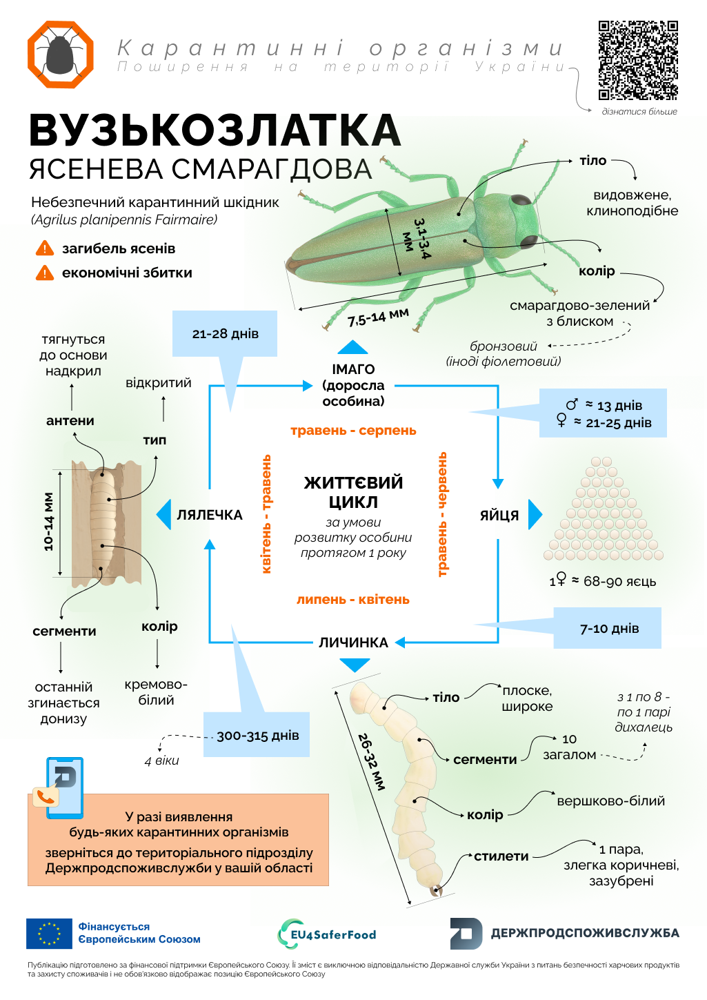 Карантинні організми
Поширення на території України
дізнатися більше
ВУЗЬКОЗЛАТКА
ЯСЕНЕВА СМАРАГДОВА
Небезпечний карантинний шкідник
(Agrilus planipennis Fairmaire)
загибель ясенів
економічні збитки
тіло
видовжене,
клиноподібне
3,1-3,4
мм
7,5-14 мм
колір
смарагдово-зелений
з блиском
бронзовий
(іноді фіолетовий)
21-28 днів
ІМАГО
(доросла
особина)
♂ ≈ 13 днів
♀ ≈ 21-25 днів
тягнуться
до основи
надкрил
відкритий
антени
тип
10-14 мм
ЛЯЛЕЧКА
сегменти
колір
останній
згинається
донизу
кремово-
білий
травень - серпень
квітень - травень
ЖИТТЄВИЙ
ЦИКЛ
за умови
розвитку особини
протягом 1 року
травень - червень
липень - квітень
ЯЙЦЯ
1♀ ≈ 68-90 яєць
7-10 днів
ЛИЧИНКА
300-315 днів
4 віки
26-32 мм
тіло
плоске,
широке
сегменти
10
загалом
з 1 по 8 -
по 1 парі
дихалець
колір
вершково-білий
стилети
1 пара,
злегка коричневі,
зазубрені
У разі виявлення
будь-яких карантинних організмів
зверніться до територіального підрозділу
Держпродспоживслужби у вашій області
Фінансується
Європейським Союзом
EU4SaferFood
ДЕРЖПРОДСПОЖИВСЛУЖБА
Публікацію підготовлено за фінансової підтримки Європейського Союзу. Її зміст є виключною відповідальністю Державної служби України з питань безпечності харчових продуктів
та захисту споживачів і не обов'язково відображає позицію Європейського Союзу